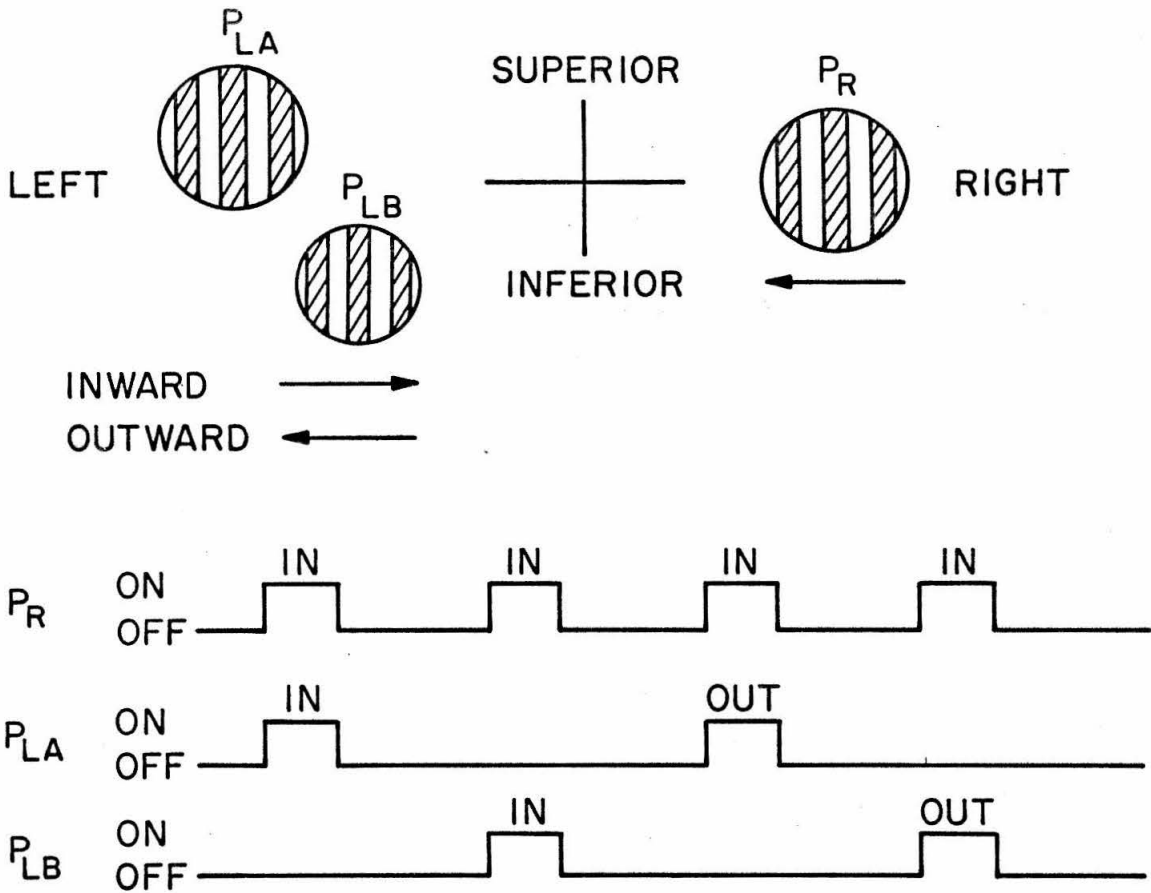 P_LA
SUPERIOR
P_R
LEFT
P_LB
RIGHT
INFERIOR
INWARD
OUTWARD
IN IN IN IN
P_R ON
OFF
IN OUT
P_LA ON
OFF
IN OUT
P_LB ON
OFF